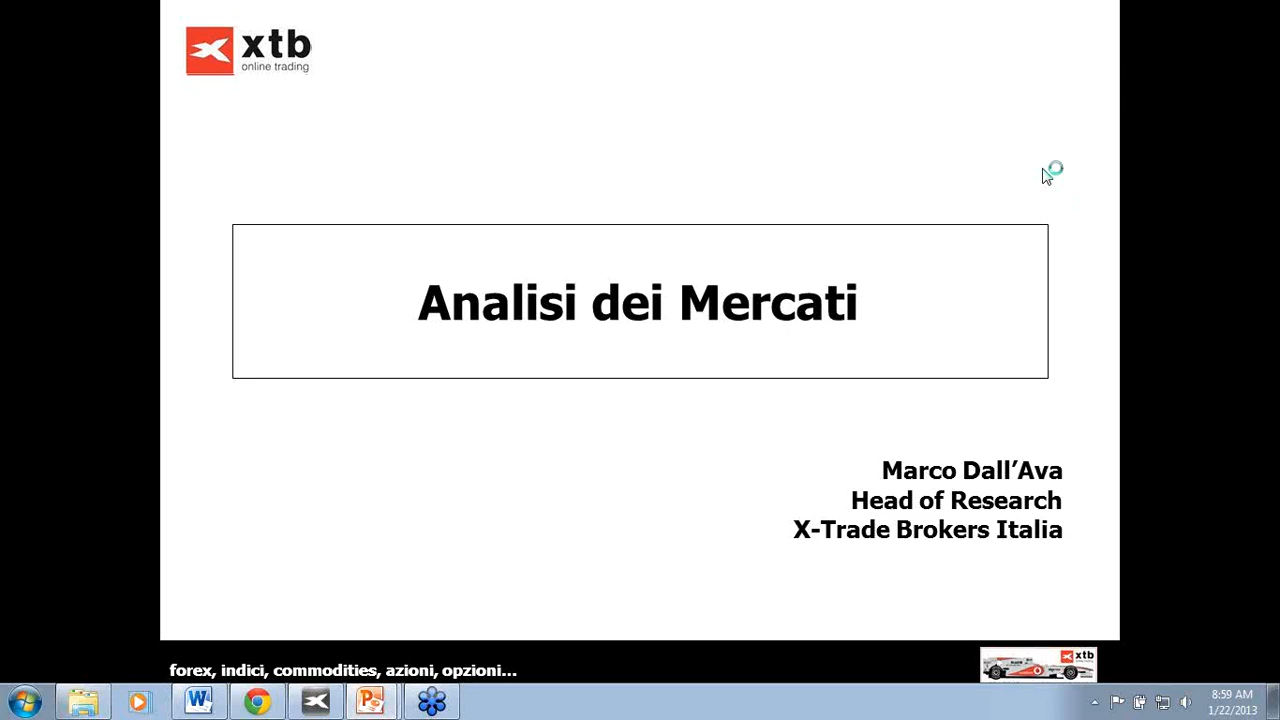 xtb
online trading
Analisi dei Mercati
Marco Dall’Ava
Head of Research
X-Trade Brokers Italia
forex, indici, commodities, azioni, opzioni...
xtb
8:59 AM
1/22/2013